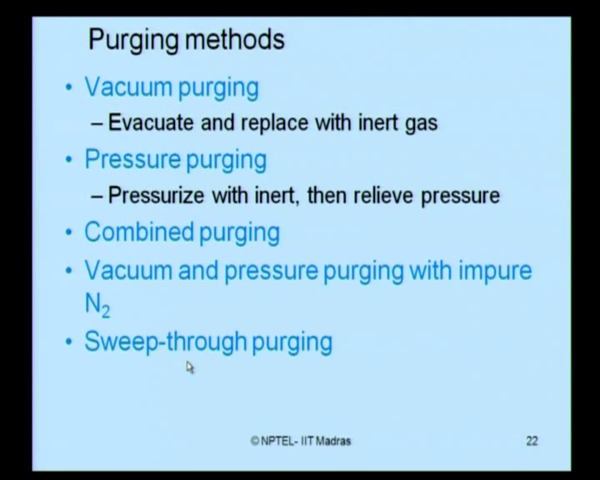 Purging methods
• Vacuum purging
– Evacuate and replace with inert gas
• Pressure purging
– Pressurize with inert, then relieve pressure
• Combined purging
• Vacuum and pressure purging with impure
N₂
• Sweep-through purging
© NPTEL- IIT Madras
22